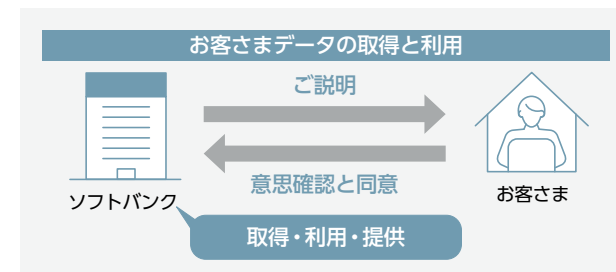 お客さまデータの取得と利用
ご説明
意思確認と同意
ソフトバンク
お客さま
取得・利用・提供